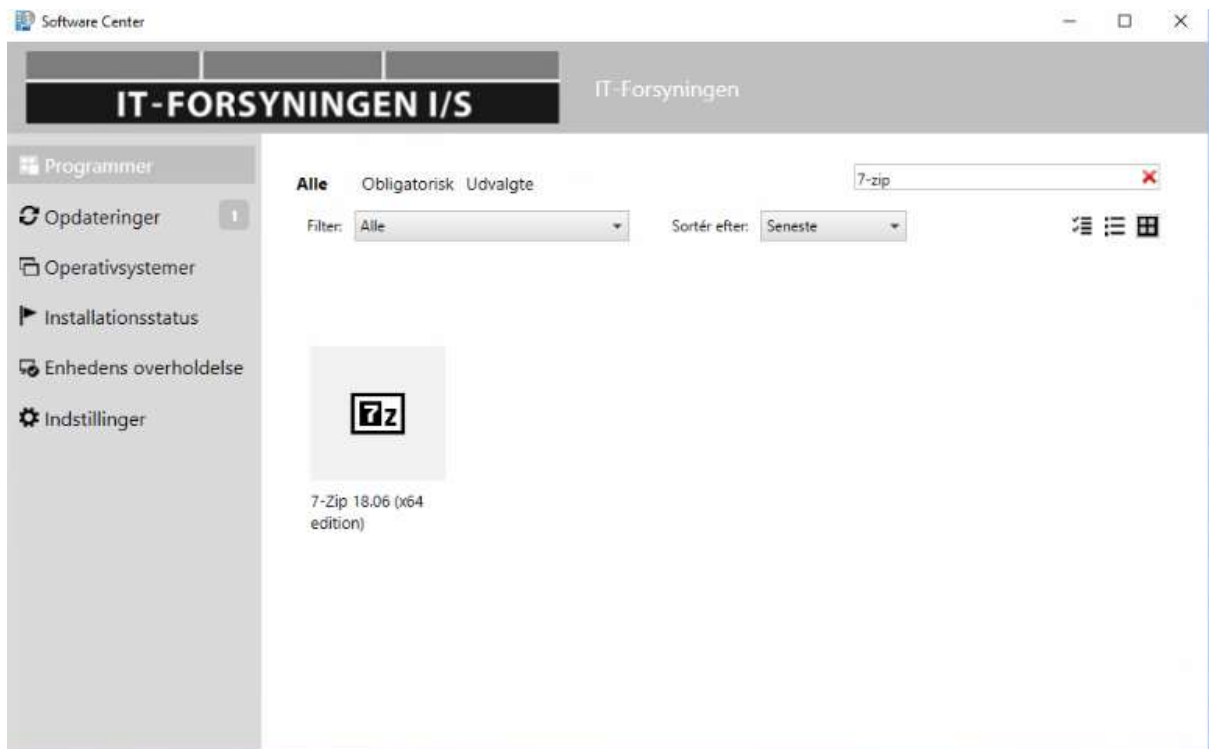 Software Center
IT-FORSYNINGEN I/S
IT-Forsyningen
Programmer
Opdateringer 1
Operativsystemer
Installationsstatus
Enhedens overholdelse
Indstillinger
Alle Obligatorisk Udvalgte
7-zip
Filter: Alle
Sortér efter: Seneste
7z
7-Zip 18.06 (x64
edition)